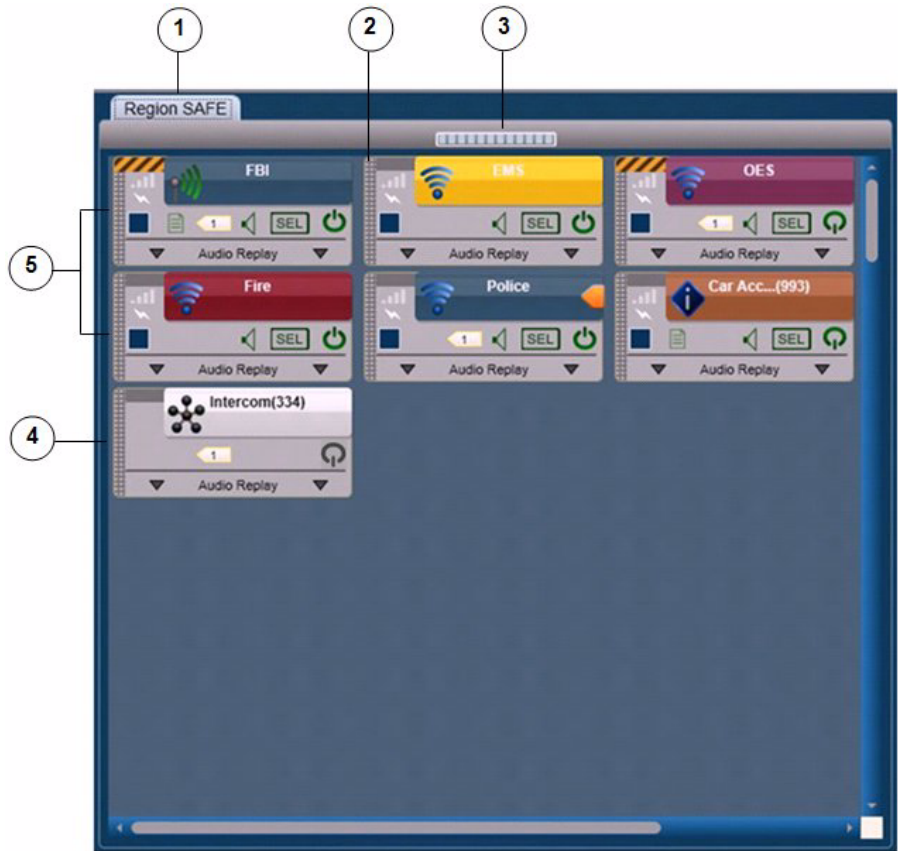 1 2 3
Region SAFE
FBI EMS OES
1 SEL SEL 1 SEL
Audio Replay Audio Replay Audio Replay
5
Fire Police Car Acc...(993)
i
SEL 1 SEL SEL
Audio Replay Audio Replay Audio Replay
Intercom(334)
4
1
Audio Replay